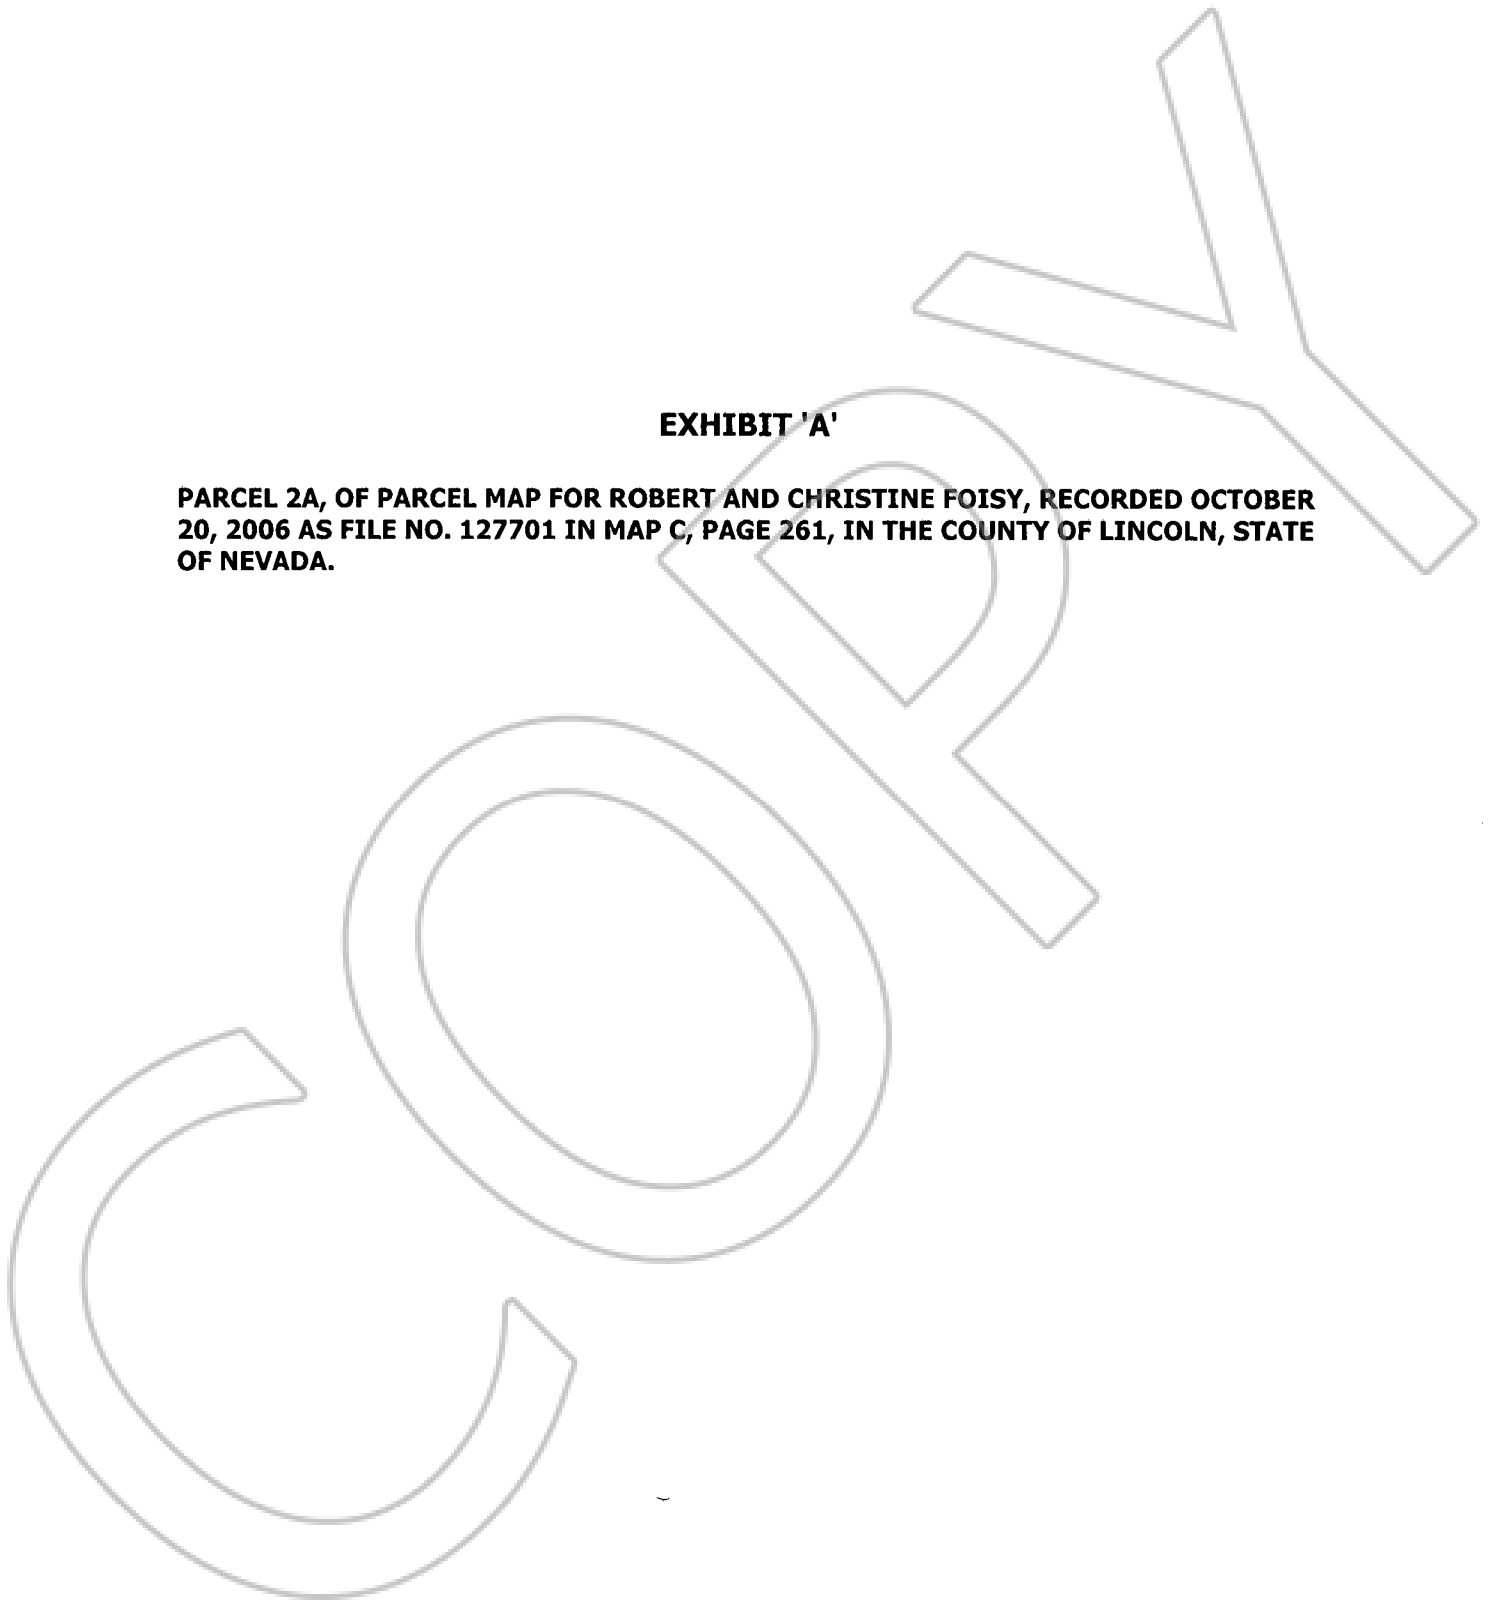 EXHIBIT 'A'
PARCEL 2A, OF PARCEL MAP FOR ROBERT AND CHRISTINE FOISY, RECORDED OCTOBER
20, 2006 AS FILE NO. 127701 IN MAP C, PAGE 261, IN THE COUNTY OF LINCOLN, STATE
OF NEVADA.
COPY